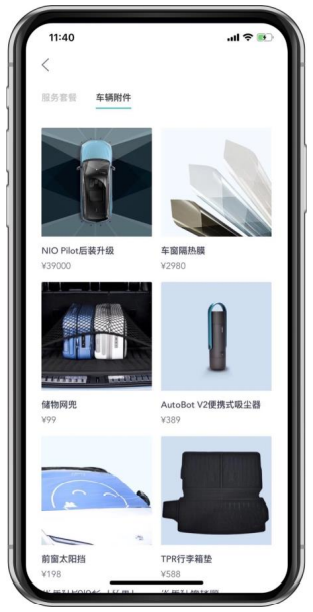 11:40
服务套餐 车辆附件
NIO Pilot后装升级
¥39000
车窗隔热膜
¥2980
储物网兜
¥99
AutoBot V2便携式吸尘器
¥389
前窗太阳挡
¥198
TPR行李箱垫
¥588